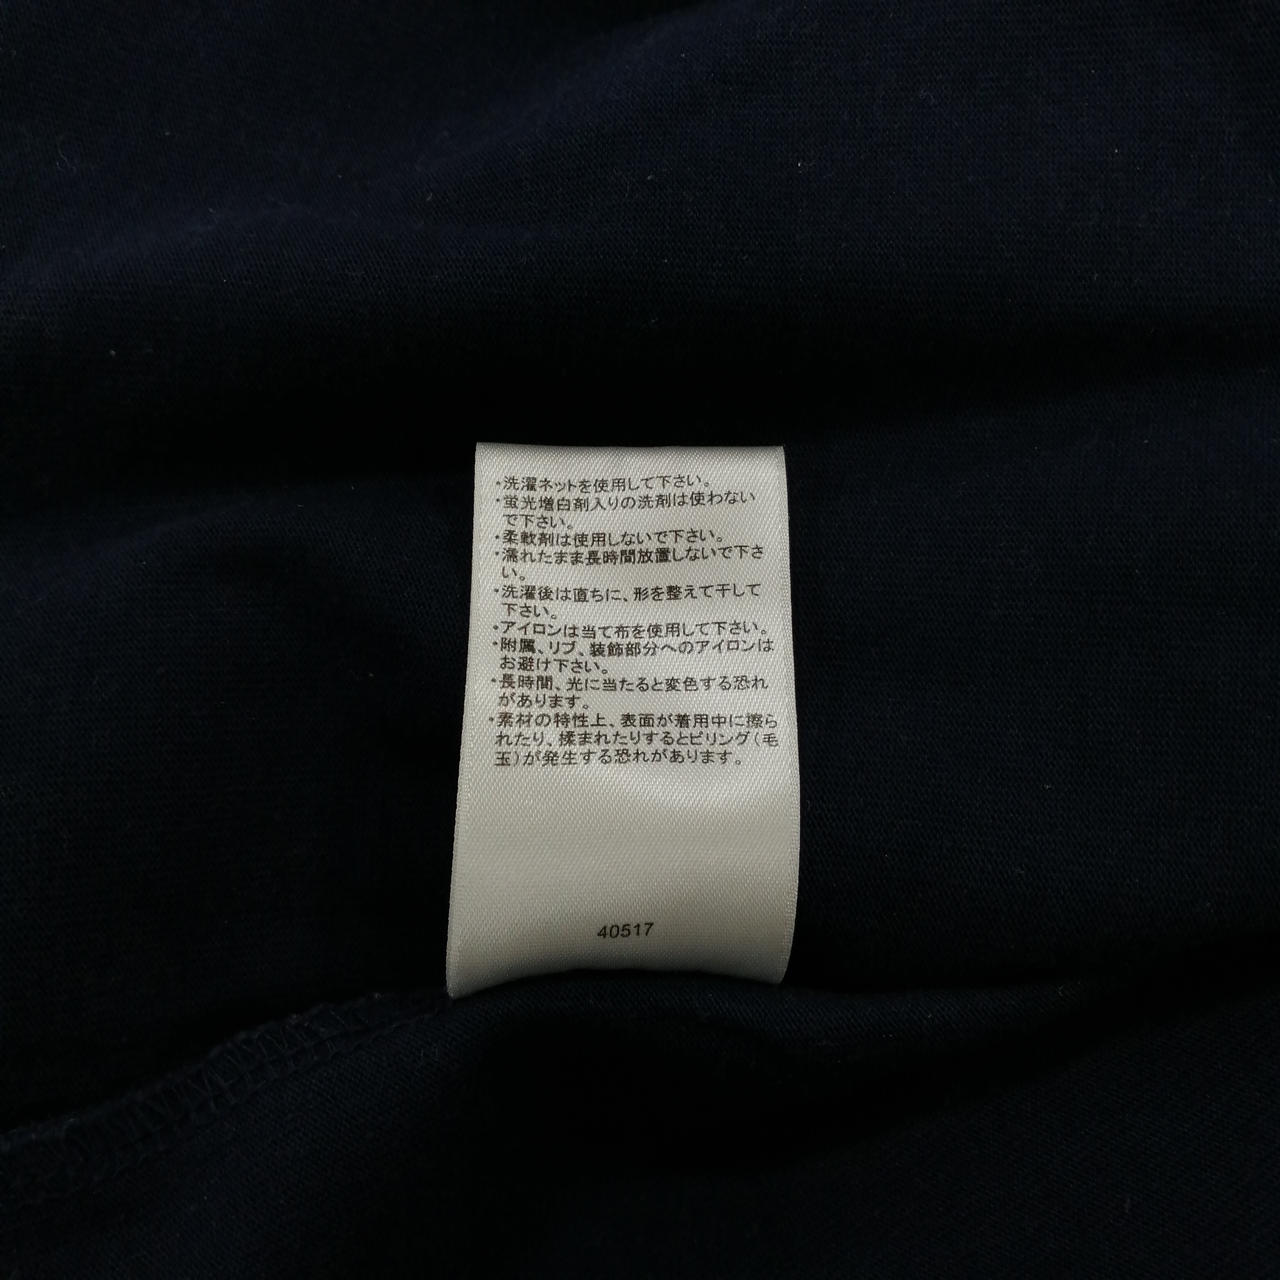 ・洗濯ネットを使用して下さい。
・蛍光増白剤入りの洗剤は使わない
で下さい。
・柔軟剤は使用しないで下さい。
・濡れたまま長時間放置しないで下さ
い。
・洗濯後は直ちに、形を整えて干して
下さい。
・アイロンは当て布を使用して下さい。
・附属、リブ、装飾部分へのアイロンは
お避け下さい。
・長時間、光に当たると変色する恐れ
があります。
・素材の特性上、表面が着用中に擦ら
れたり、揉まれたりするとピリング(毛
玉)が発生する恐れがあります。
40517